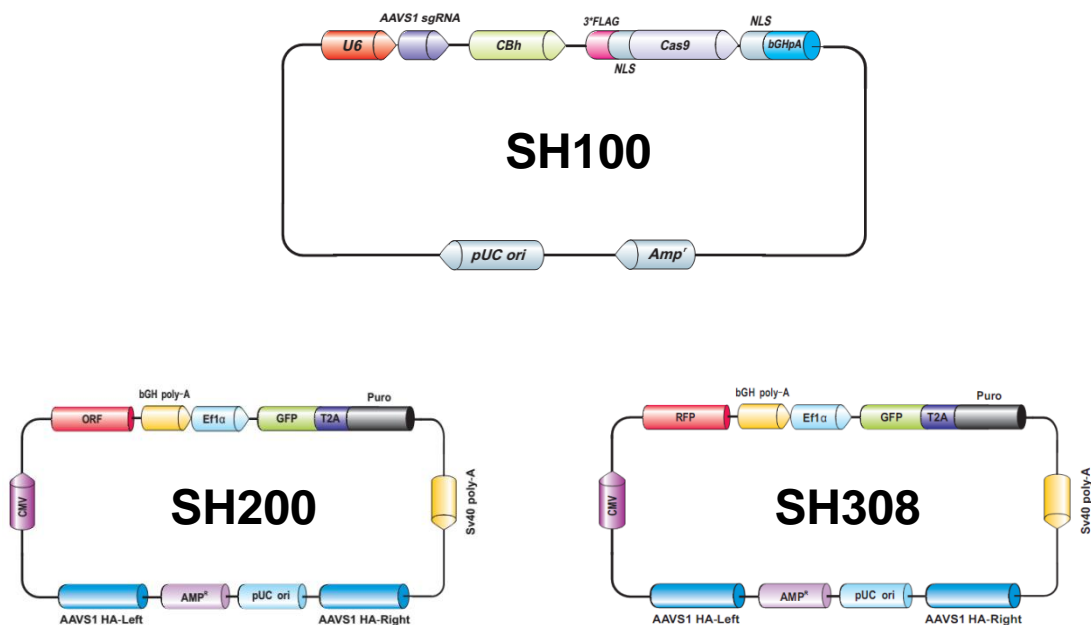 AAVS1 sgRNA
3*FLAG
NLS
U6
CBh
Cas9
bGHpA
NLS
SH100
pUC ori
Ampʳ
bGH poly-A
Puro
ORF
Ef1α
GFP
T2A
CMV
SH200
Sv40 poly-A
AMPᴿ
pUC ori
AAVS1 HA-Left
AAVS1 HA-Right
bGH poly-A
Puro
RFP
Ef1α
GFP
T2A
CMV
SH308
Sv40 poly-A
AMPᴿ
pUC ori
AAVS1 HA-Left
AAVS1 HA-Right